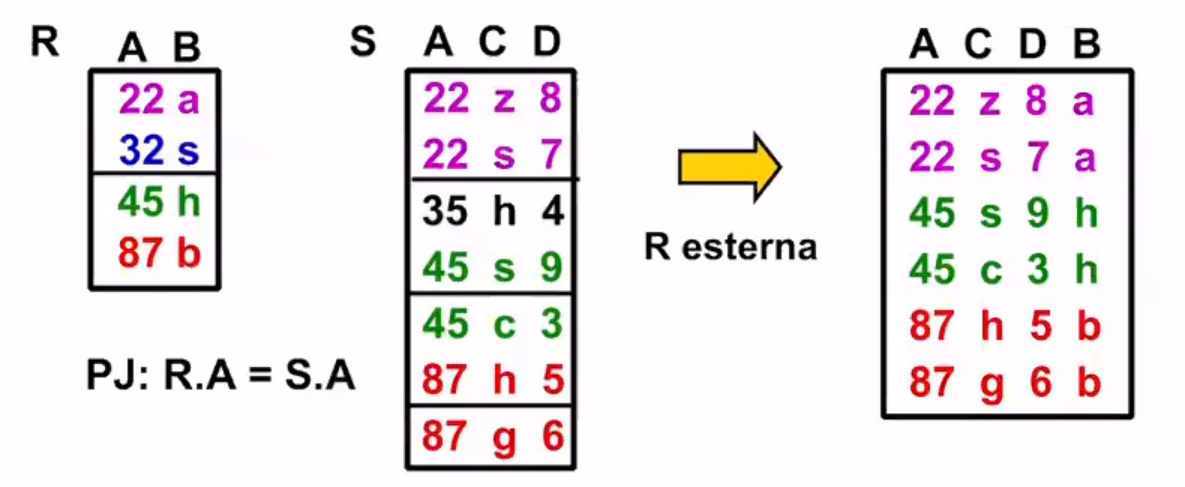 R A B
22 a
32 s
45 h
87 b
PJ: R.A = S.A
S A C D
22 z 8
22 s 7
35 h 4
45 s 9
45 c 3
87 h 5
87 g 6
R esterna
A C D B
22 z 8 a
22 s 7 a
45 s 9 h
45 c 3 h
87 h 5 b
87 g 6 b